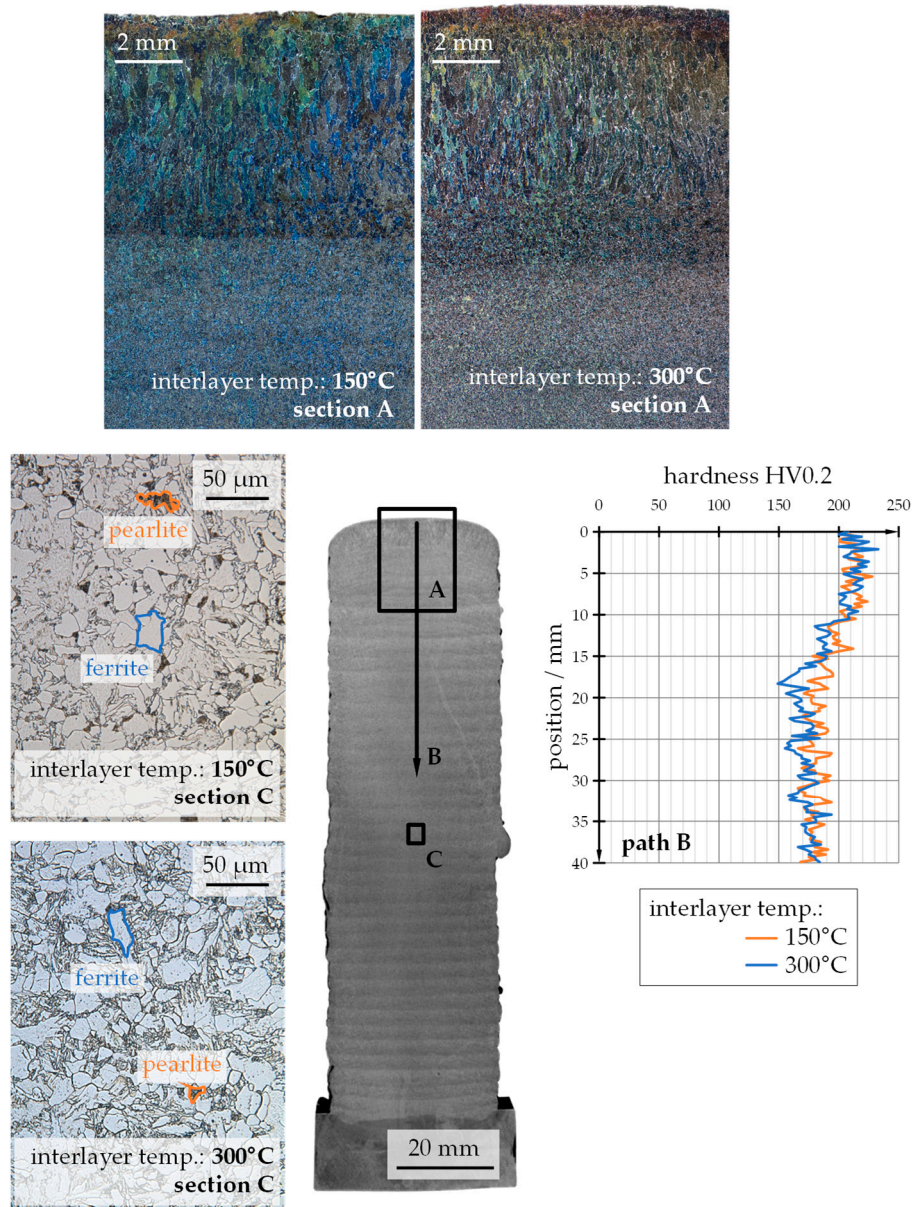 2 mm
interlayer temp.: 150°C
section A
2 mm
interlayer temp.: 300°C
section A
50 µm
pearlite
ferrite
interlayer temp.: 150°C
section C
50 µm
ferrite
pearlite
interlayer temp.: 300°C
section C
A
B
C
20 mm
hardness HV0.2
0 50 100 150 200 250
position / mm
0
5
10
15
20
25
30
35
40
path B
interlayer temp.:
150°C
300°C